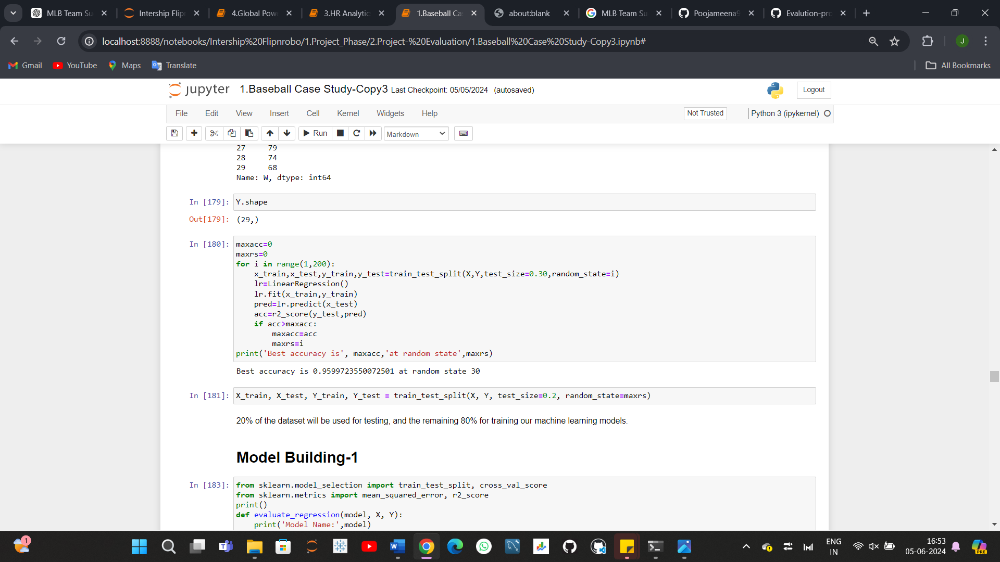 MLB Team Su
Intership Flipr
4.Global Pow
3.HR Analytic
1.Baseball Ca
about:blank
MLB Team Su
Poojameena9
Evalution-pro
localhost:8888/notebooks/Intership%20Flipnrobo/1.Project_Phase/2.Project-%20Evaluation/1.Baseball%20Case%20Study-Copy3.ipynb#
J
Gmail
YouTube
Maps
Translate
All Bookmarks
jupyter
1.Baseball Case Study-Copy3 Last Checkpoint: 05/05/2024 (autosaved)
Logout
File Edit View Insert Cell Kernel Widgets Help
Not Trusted
Python 3 (ipykernel)
Run
Markdown
27 79
28 74
29 68
Name: W, dtype: int64
In [179]: Y.shape
Out[179]: (29,)
In [180]: maxacc=0
maxrs=0
for i in range(1,200):
x_train,x_test,y_train,y_test=train_test_split(X,Y,test_size=0.30,random_state=i)
lr=LinearRegression()
lr.fit(x_train,y_train)
pred=lr.predict(x_test)
acc=r2_score(y_test,pred)
if acc>maxacc:
maxacc=acc
maxrs=i
print('Best accuracy is', maxacc,'at random state',maxrs)
Best accuracy is 0.9599723550072501 at random state 30
In [181]: X_train, X_test, Y_train, Y_test = train_test_split(X, Y, test_size=0.2, random_state=maxrs)
20% of the dataset will be used for testing, and the remaining 80% for training our machine learning models.
Model Building-1
In [183]: from sklearn.model_selection import train_test_split, cross_val_score
from sklearn.metrics import mean_squared_error, r2_score
print()
def evaluate_regression(model, X, Y):
print('Model Name:',model)
1
ENG
IN
16:53
05-06-2024
PRE